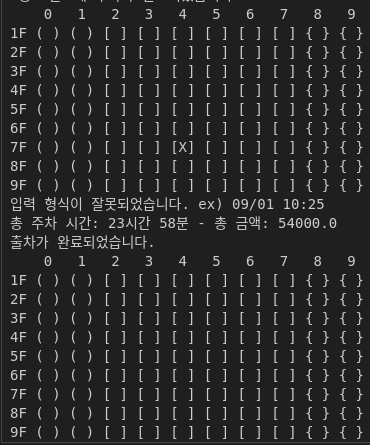 0 1 2 3 4 5 6 7 8 9
1F ( ) ( ) [ ] [ ] [ ] [ ] [ ] [ ] { } { }
2F ( ) ( ) [ ] [ ] [ ] [ ] [ ] [ ] { } { }
3F ( ) ( ) [ ] [ ] [ ] [ ] [ ] [ ] { } { }
4F ( ) ( ) [ ] [ ] [ ] [ ] [ ] [ ] { } { }
5F ( ) ( ) [ ] [ ] [ ] [ ] [ ] [ ] { } { }
6F ( ) ( ) [ ] [ ] [ ] [ ] [ ] [ ] { } { }
7F ( ) ( ) [ ] [ ] [X] [ ] [ ] [ ] { } { }
8F ( ) ( ) [ ] [ ] [ ] [ ] [ ] [ ] { } { }
9F ( ) ( ) [ ] [ ] [ ] [ ] [ ] [ ] { } { }
입력 형식이 잘못되었습니다. ex) 09/01 10:25
총 주차 시간: 23시간 58분 - 총 금액: 54000.0
출차가 완료되었습니다.
0 1 2 3 4 5 6 7 8 9
1F ( ) ( ) [ ] [ ] [ ] [ ] [ ] [ ] { } { }
2F ( ) ( ) [ ] [ ] [ ] [ ] [ ] [ ] { } { }
3F ( ) ( ) [ ] [ ] [ ] [ ] [ ] [ ] { } { }
4F ( ) ( ) [ ] [ ] [ ] [ ] [ ] [ ] { } { }
5F ( ) ( ) [ ] [ ] [ ] [ ] [ ] [ ] { } { }
6F ( ) ( ) [ ] [ ] [ ] [ ] [ ] [ ] { } { }
7F ( ) ( ) [ ] [ ] [ ] [ ] [ ] [ ] { } { }
8F ( ) ( ) [ ] [ ] [ ] [ ] [ ] [ ] { } { }
9F ( ) ( ) [ ] [ ] [ ] [ ] [ ] [ ] { } { }